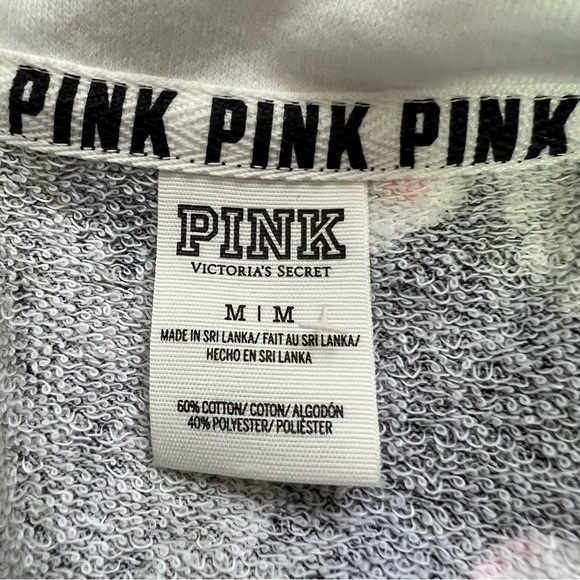 PINK PINK PINK
PINK
VICTORIA'S SECRET
M | M
MADE IN SRI LANKA/ FAIT AU SRI LANKA/
HECHO EN SRI LANKA
60% COTTON/ COTON/ ALGODÓN
40% POLYESTER/ POLIÉSTER